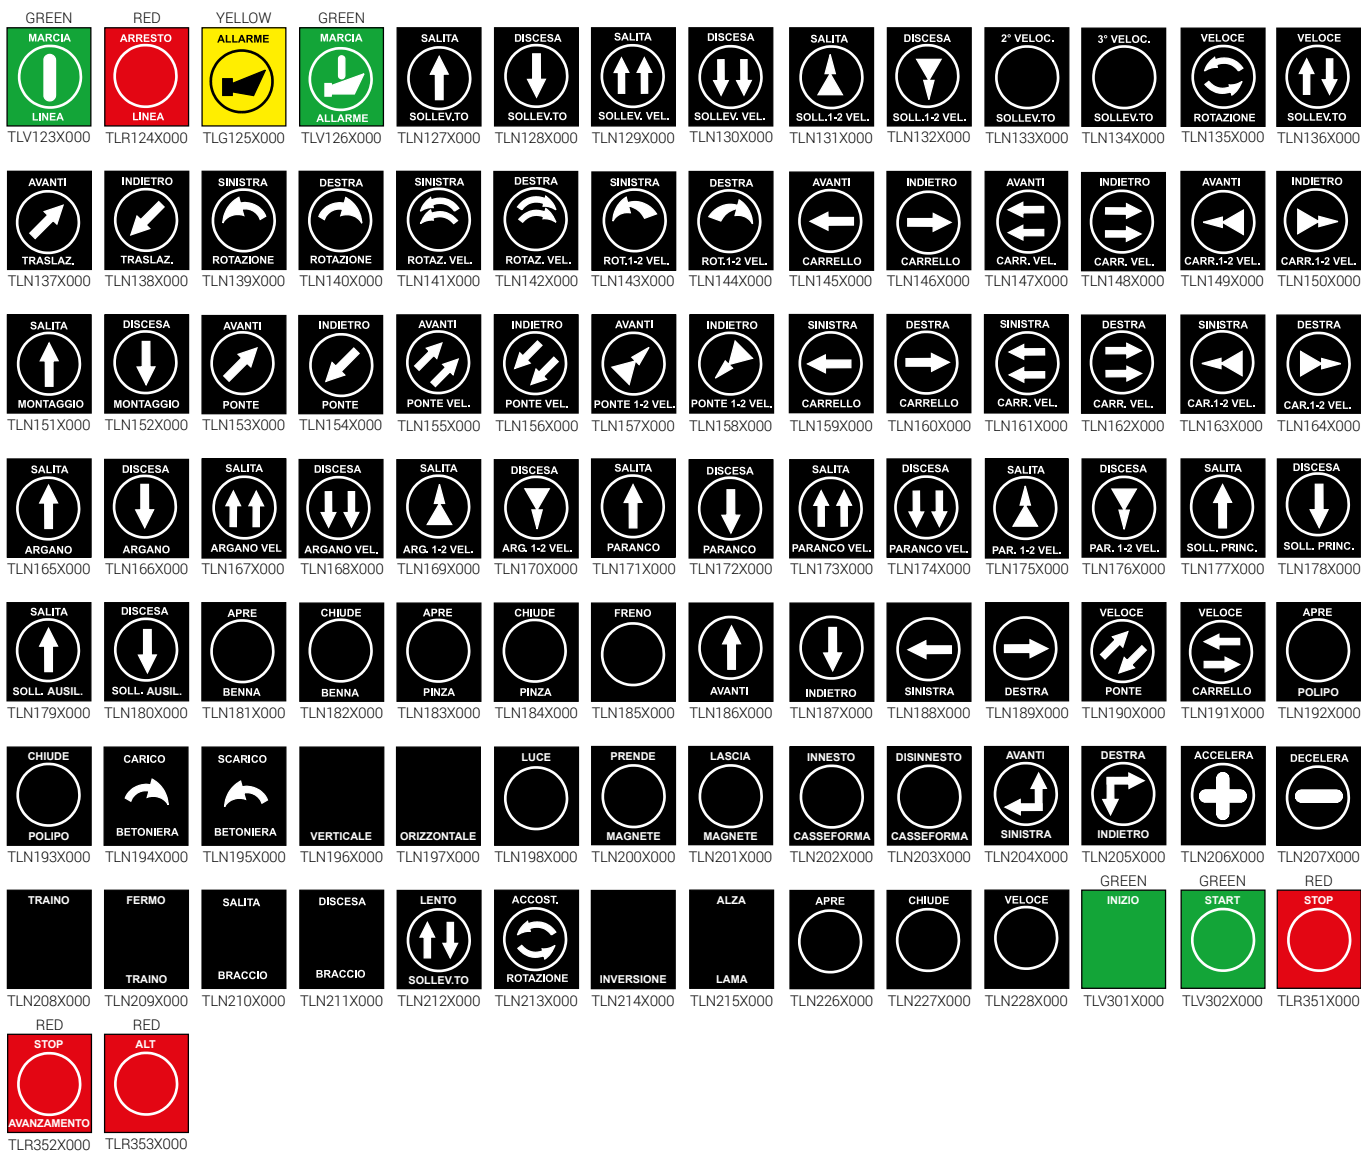 GREEN RED YELLOW GREEN
MARCIA ARRESTO ALLARME MARCIA SALITA DISCESA SALITA DISCESA SALITA DISCESA 2° VELOC. 3° VELOC. VELOCE VELOCE
LINEA LINEA ALLARME SOLLEV.TO SOLLEV.TO SOLLEV. VEL. SOLLEV. VEL. SOLL.1-2 VEL. SOLL.1-2 VEL. SOLLEV.TO SOLLEV.TO ROTAZIONE SOLLEV.TO
TLV123X000 TLR124X000 TLG125X000 TLV126X000 TLN127X000 TLN128X000 TLN129X000 TLN130X000 TLN131X000 TLN132X000 TLN133X000 TLN134X000 TLN135X000 TLN136X000
AVANTI INDIETRO SINISTRA DESTRA SINISTRA DESTRA SINISTRA DESTRA AVANTI INDIETRO AVANTI INDIETRO AVANTI INDIETRO
TRASLAZ. TRASLAZ. ROTAZIONE ROTAZIONE ROTAZ. VEL. ROTAZ. VEL. ROT.1-2 VEL. ROT.1-2 VEL. CARRELLO CARRELLO CARR. VEL. CARR. VEL. CARR.1-2 VEL. CARR.1-2 VEL.
TLN137X000 TLN138X000 TLN139X000 TLN140X000 TLN141X000 TLN142X000 TLN143X000 TLN144X000 TLN145X000 TLN146X000 TLN147X000 TLN148X000 TLN149X000 TLN150X000
SALITA DISCESA AVANTI INDIETRO AVANTI INDIETRO AVANTI INDIETRO SINISTRA DESTRA SINISTRA DESTRA SINISTRA DESTRA
MONTAGGIO MONTAGGIO PONTE PONTE PONTE VEL. PONTE VEL. PONTE 1-2 VEL. PONTE 1-2 VEL. CARRELLO CARRELLO CARR. VEL. CARR. VEL. CAR.1-2 VEL. CAR.1-2 VEL.
TLN151X000 TLN152X000 TLN153X000 TLN154X000 TLN155X000 TLN156X000 TLN157X000 TLN158X000 TLN159X000 TLN160X000 TLN161X000 TLN162X000 TLN163X000 TLN164X000
SALITA DISCESA SALITA DISCESA SALITA DISCESA SALITA DISCESA SALITA DISCESA SALITA DISCESA SALITA DISCESA
ARGANO ARGANO ARGANO VEL ARGANO VEL. ARG. 1-2 VEL. ARG. 1-2 VEL. PARANCO PARANCO PARANCO VEL. PARANCO VEL. PAR. 1-2 VEL. PAR. 1-2 VEL. SOLL. PRINC. SOLL. PRINC.
TLN165X000 TLN166X000 TLN167X000 TLN168X000 TLN169X000 TLN170X000 TLN171X000 TLN172X000 TLN173X000 TLN174X000 TLN175X000 TLN176X000 TLN177X000 TLN178X000
SALITA DISCESA APRE CHIUDE APRE CHIUDE FRENO VELOCE VELOCE APRE
SOLL. AUSIL. SOLL. AUSIL. BENNA BENNA PINZA PINZA AVANTI INDIETRO SINISTRA DESTRA PONTE CARRELLO POLIPO
TLN179X000 TLN180X000 TLN181X000 TLN182X000 TLN183X000 TLN184X000 TLN185X000 TLN186X000 TLN187X000 TLN188X000 TLN189X000 TLN190X000 TLN191X000 TLN192X000
CHIUDE CARICO SCARICO LUCE PRENDE LASCIA INNESTO DISINNESTO AVANTI DESTRA ACCELERA DECELERA
POLIPO BETONIERA BETONIERA VERTICALE ORIZZONTALE MAGNETE MAGNETE CASSEFORMA CASSEFORMA SINISTRA INDIETRO
TLN193X000 TLN194X000 TLN195X000 TLN196X000 TLN197X000 TLN198X000 TLN200X000 TLN201X000 TLN202X000 TLN203X000 TLN204X000 TLN205X000 TLN206X000 TLN207X000
GREEN GREEN RED
TRAINO FERMO SALITA DISCESA LENTO ACCOST. ALZA APRE CHIUDE VELOCE INIZIO START STOP
TRAINO BRACCIO BRACCIO SOLLEV.TO ROTAZIONE INVERSIONE LAMA
TLN208X000 TLN209X000 TLN210X000 TLN211X000 TLN212X000 TLN213X000 TLN214X000 TLN215X000 TLN226X000 TLN227X000 TLN228X000 TLV301X000 TLV302X000 TLR351X000
RED RED
STOP ALT
AVANZAMENTO
TLR352X000 TLR353X000